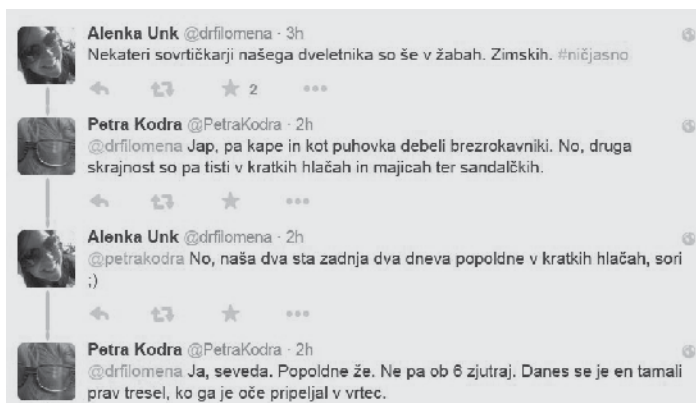 Alenka Unk @drfilomena · 3h
Nekateri sovrtičkarji našega dveletnika so še v žabah. Zimskih. #ničjasno
2
Petra Kodra @PetraKodra · 2h
@drfilomena Jap, pa kape in kot puhovka debeli brezrokavniki. No, druga
skrajnost so pa tisti v kratkih hlačah in majicah ter sandalčkih.
Alenka Unk @drfilomena · 2h
@petrakodra No, naša dva sta zadnja dva dneva popoldne v kratkih hlačah, sori
;)
Petra Kodra @PetraKodra · 2h
@drfilomena Ja, seveda. Popoldne že. Ne pa ob 6 zjutraj. Danes se je en tamali
prav tresel, ko ga je oče pripeljal v vrtec.